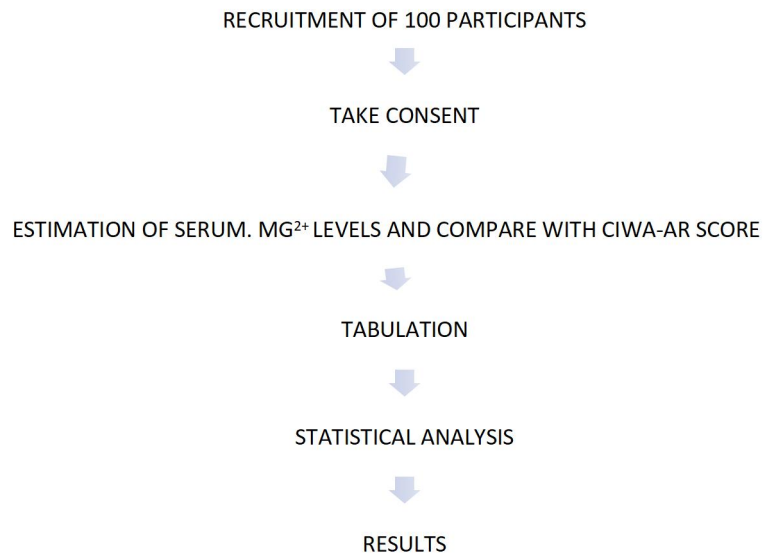 RECRUITMENT OF 100 PARTICIPANTS
TAKE CONSENT
ESTIMATION OF SERUM. MG²⁺ LEVELS AND COMPARE WITH CIWA-AR SCORE
TABULATION
STATISTICAL ANALYSIS
RESULTS